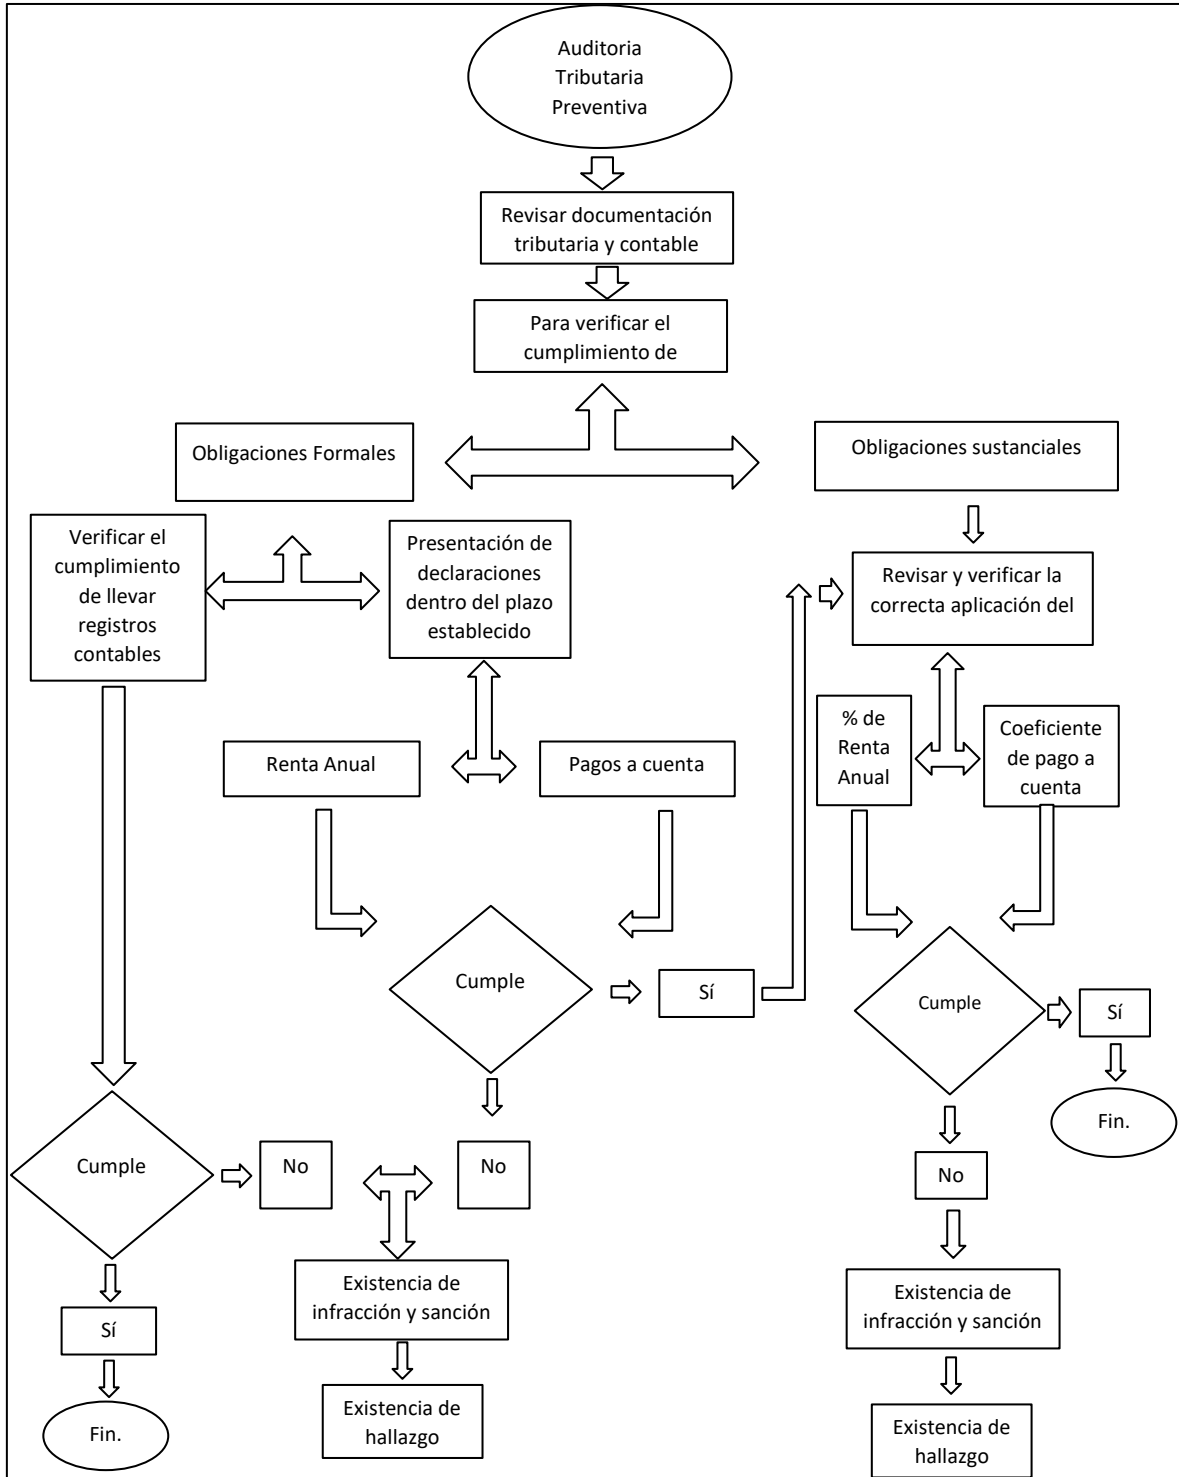 Auditoria
Tributaria
Preventiva
Revisar documentación
tributaria y contable
Para verificar el
cumplimiento de
Obligaciones Formales
Obligaciones sustanciales
Verificar el
cumplimiento
de llevar
registros
contables
Presentación de
declaraciones
dentro del plazo
establecido
Revisar y verificar la
correcta aplicación del
Renta Anual
Pagos a cuenta
% de
Renta
Anual
Coeficiente
de pago a
cuenta
Cumple
Sí
Cumple
Sí
Fin.
Cumple
No
No
No
Existencia de
infracción y sanción
Existencia de
infracción y sanción
Sí
Fin.
Existencia de
hallazgo
Existencia de
hallazgo